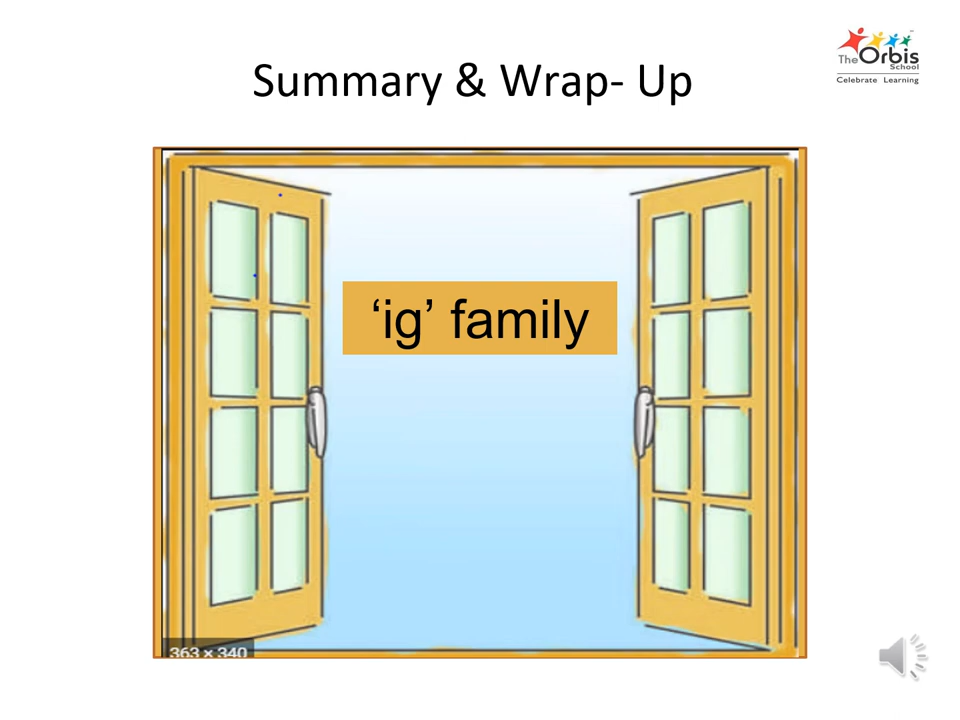 The Orbis
School
Celebrate Learning
Summary & Wrap- Up
‘ig’ family
363 × 340